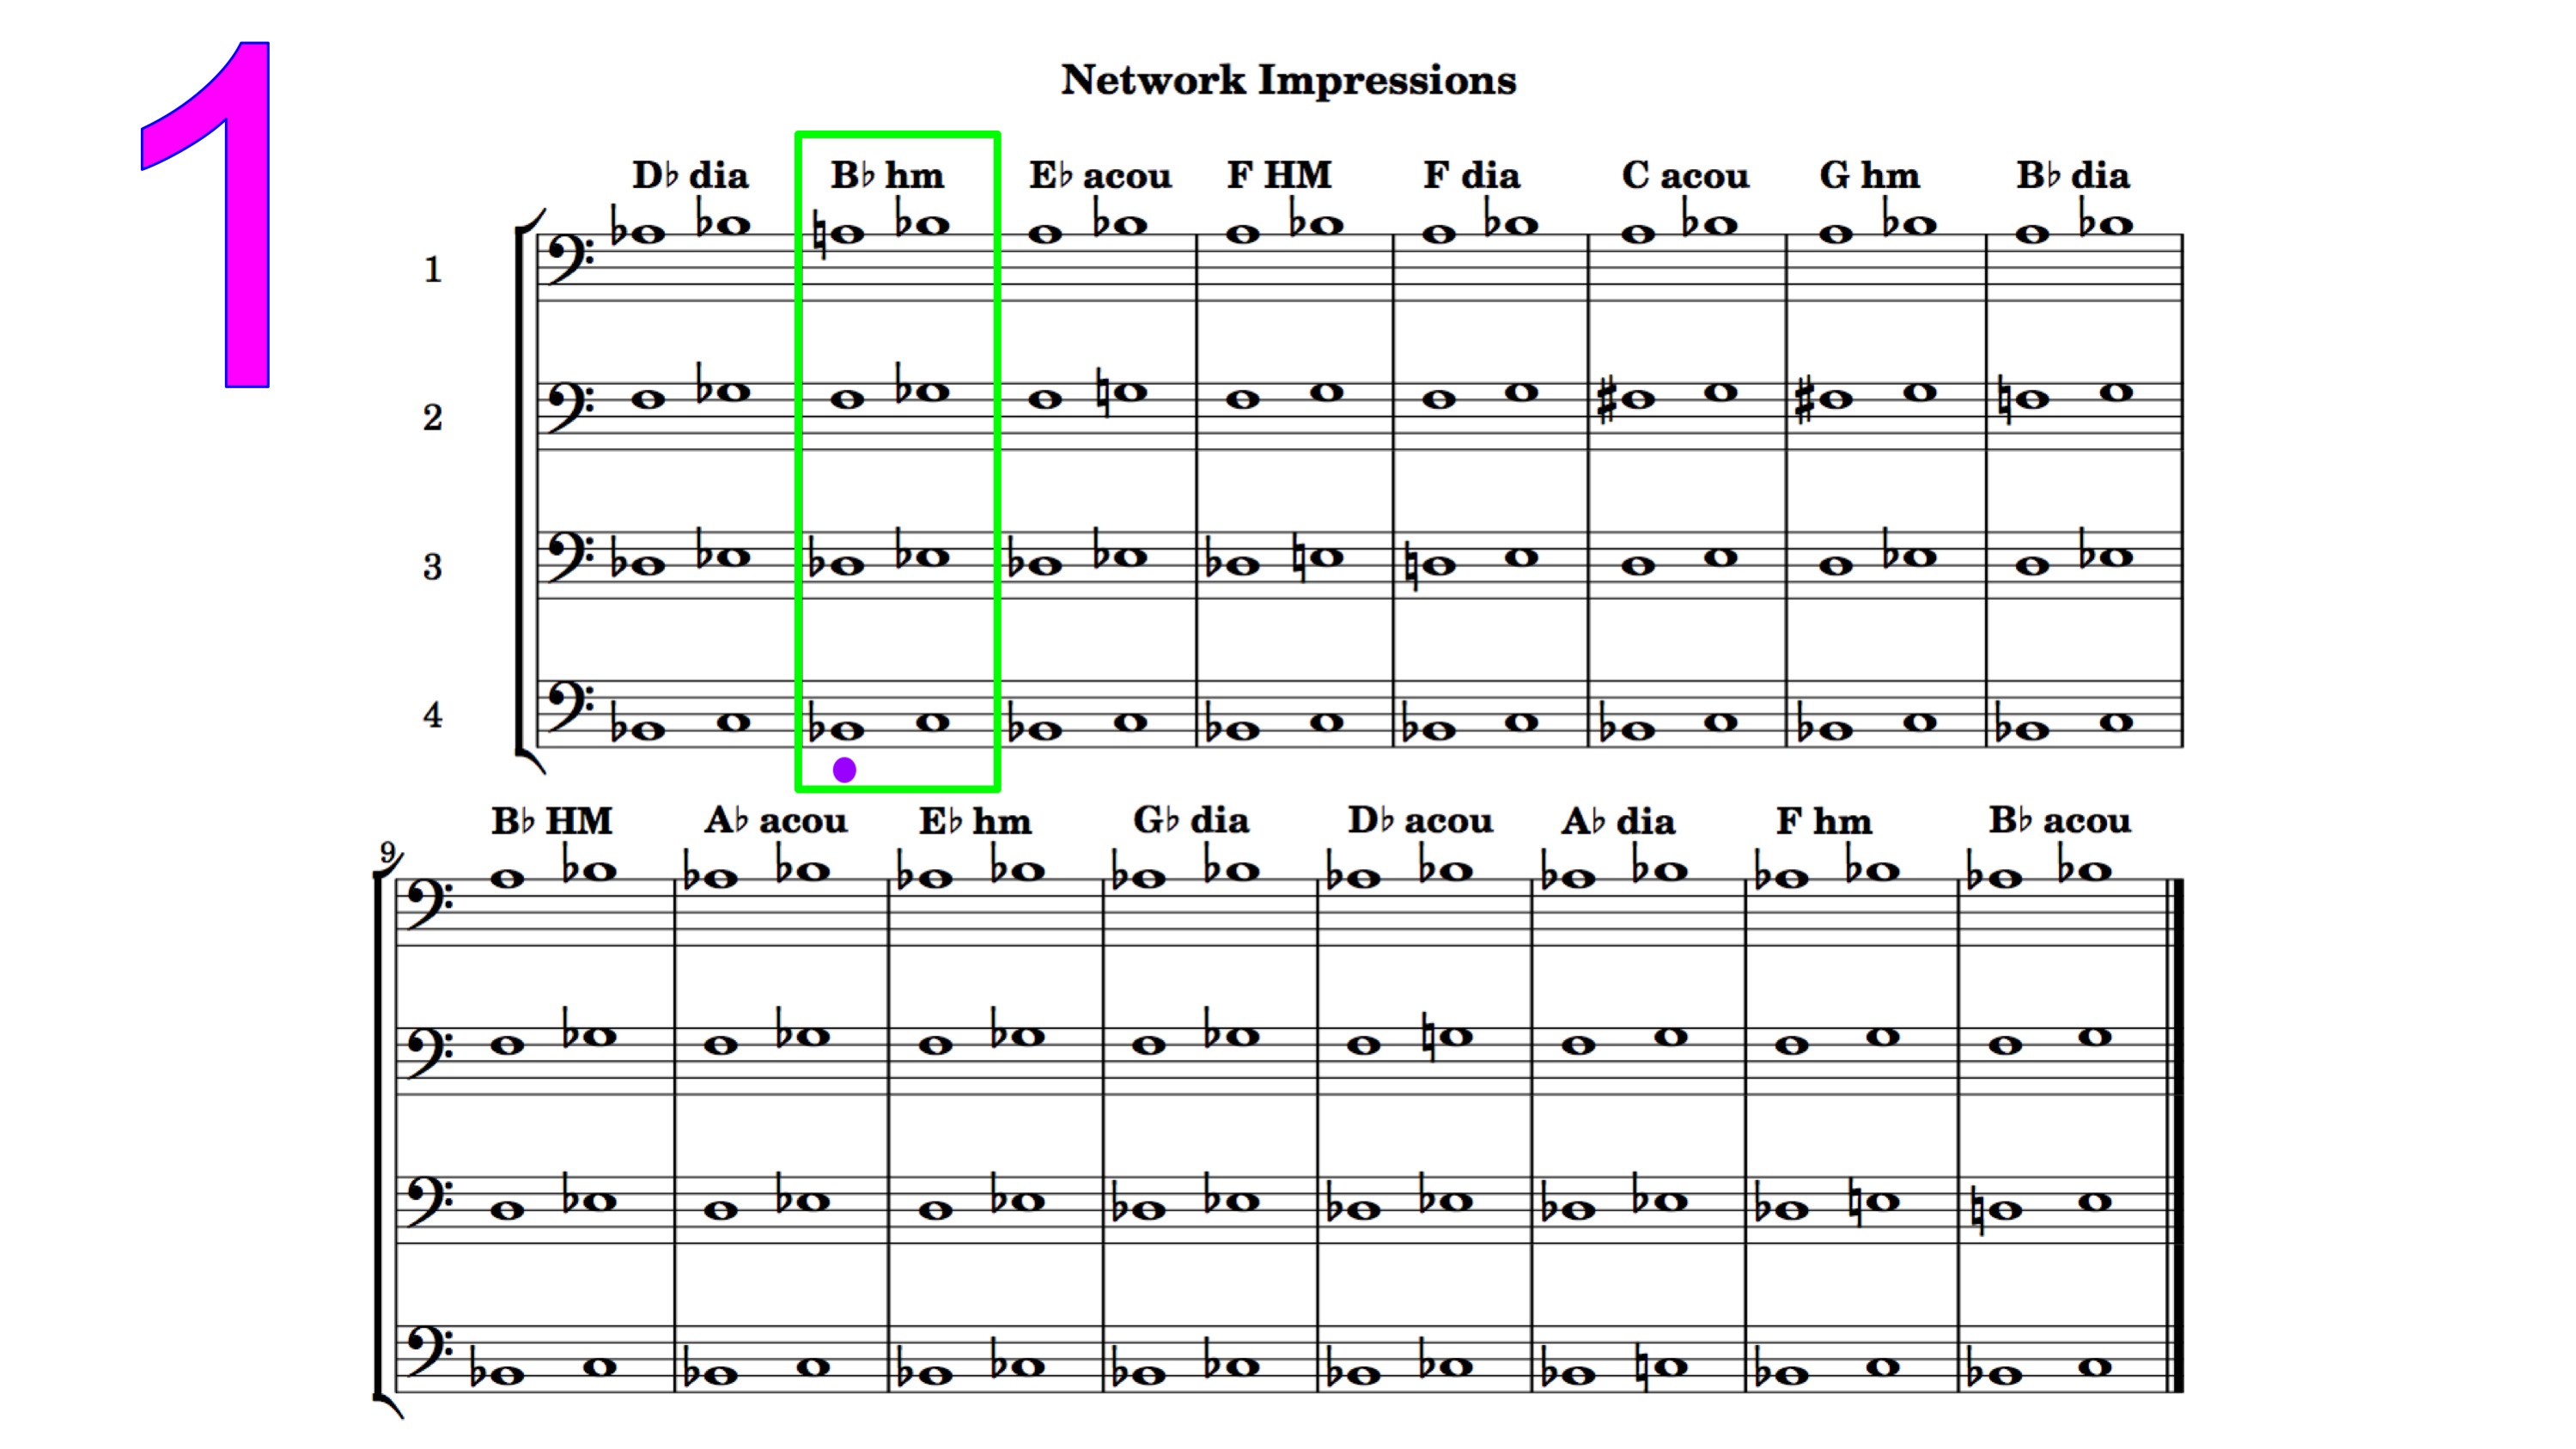 1
Network Impressions
D♭ dia B♭ hm E♭ acou F HM F dia C acou G hm B♭ dia
1
2
3
4
B♭ HM A♭ acou E♭ hm G♭ dia D♭ acou A♭ dia F hm B♭ acou
9